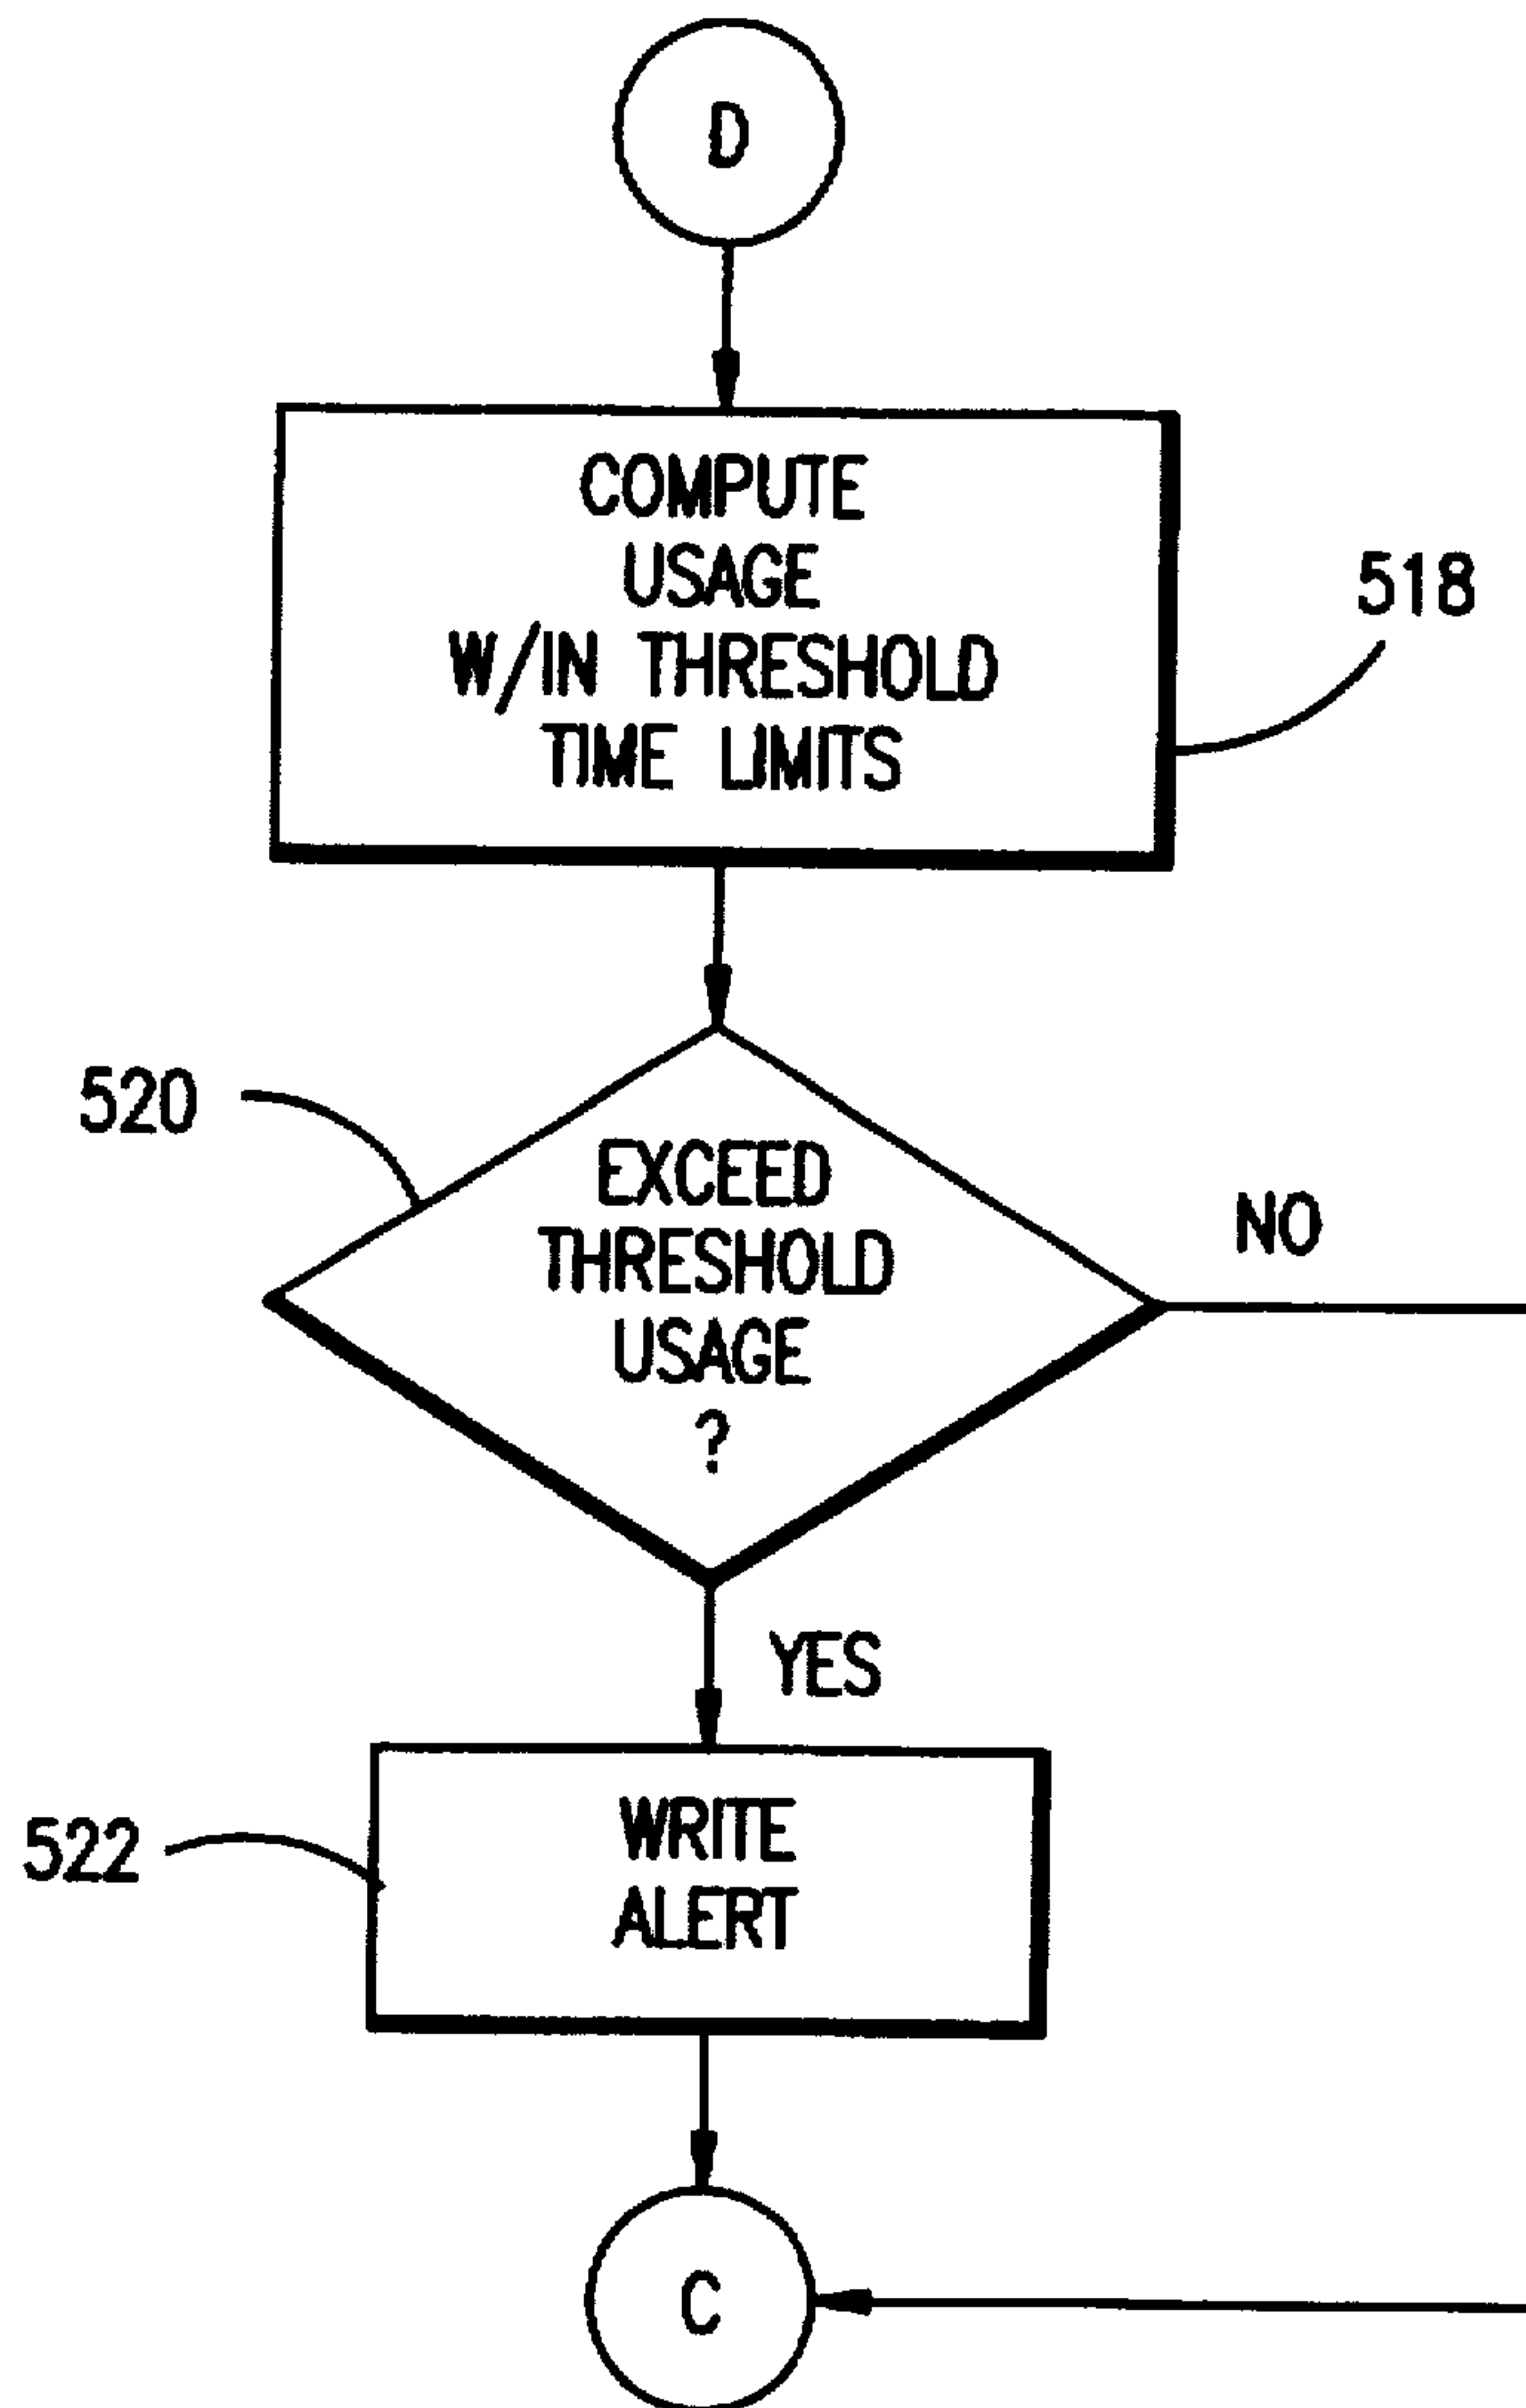 D
COMPUTE
USAGE
W/IN THRESHOLD
TIME LIMITS
518
520
EXCEED
THRESHOLD
USAGE
?
NO
YES
WRITE
ALERT
522
C